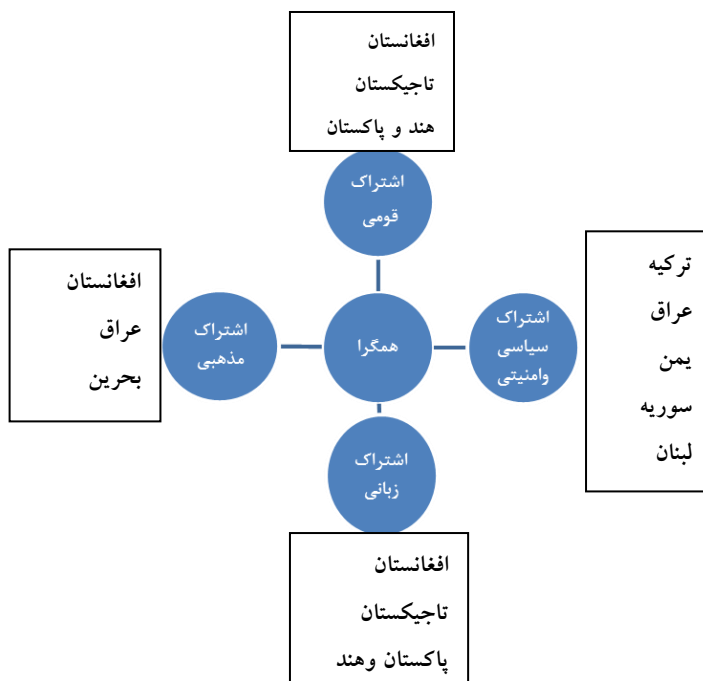 افغانستان
تاجیکستان
هند و پاکستان
اشتراک
قومی
ترکیه
عراق
یمن
سوریه
لبنان
اشتراک
سیاسی
وامنیتی
همگرا
اشتراک
مذهبی
افغانستان
عراق
بحرین
اشتراک
زبانی
افغانستان
تاجیکستان
پاکستان وهند